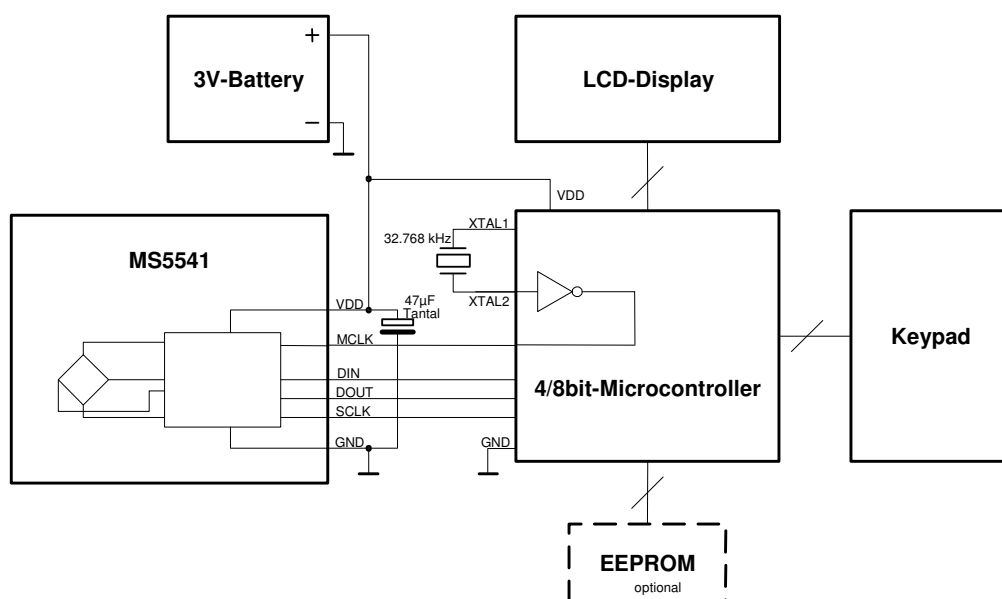 +
3V-Battery
−
LCD-Display
VDD
XTAL1
32.768 kHz
XTAL2
MS5541
VDD
47µF
Tantal
MCLK
DIN
DOUT
SCLK
GND
4/8bit-Microcontroller
GND
Keypad
EEPROM
optional